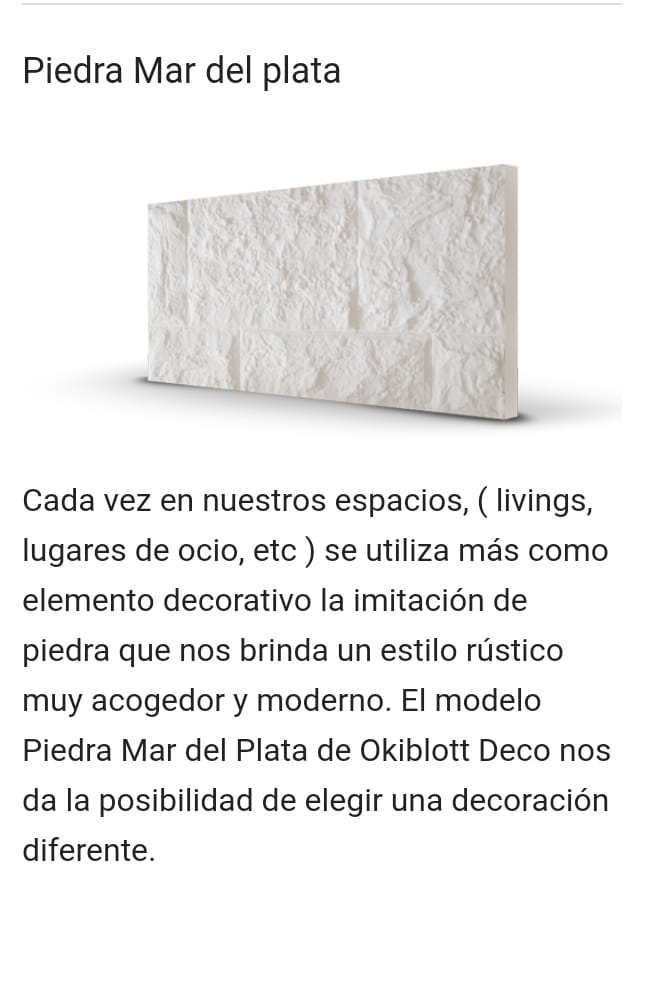 Piedra Mar del plata
Cada vez en nuestros espacios, ( livings,
lugares de ocio, etc ) se utiliza más como
elemento decorativo la imitación de
piedra que nos brinda un estilo rústico
muy acogedor y moderno. El modelo
Piedra Mar del Plata de Okiblott Deco nos
da la posibilidad de elegir una decoración
diferente.